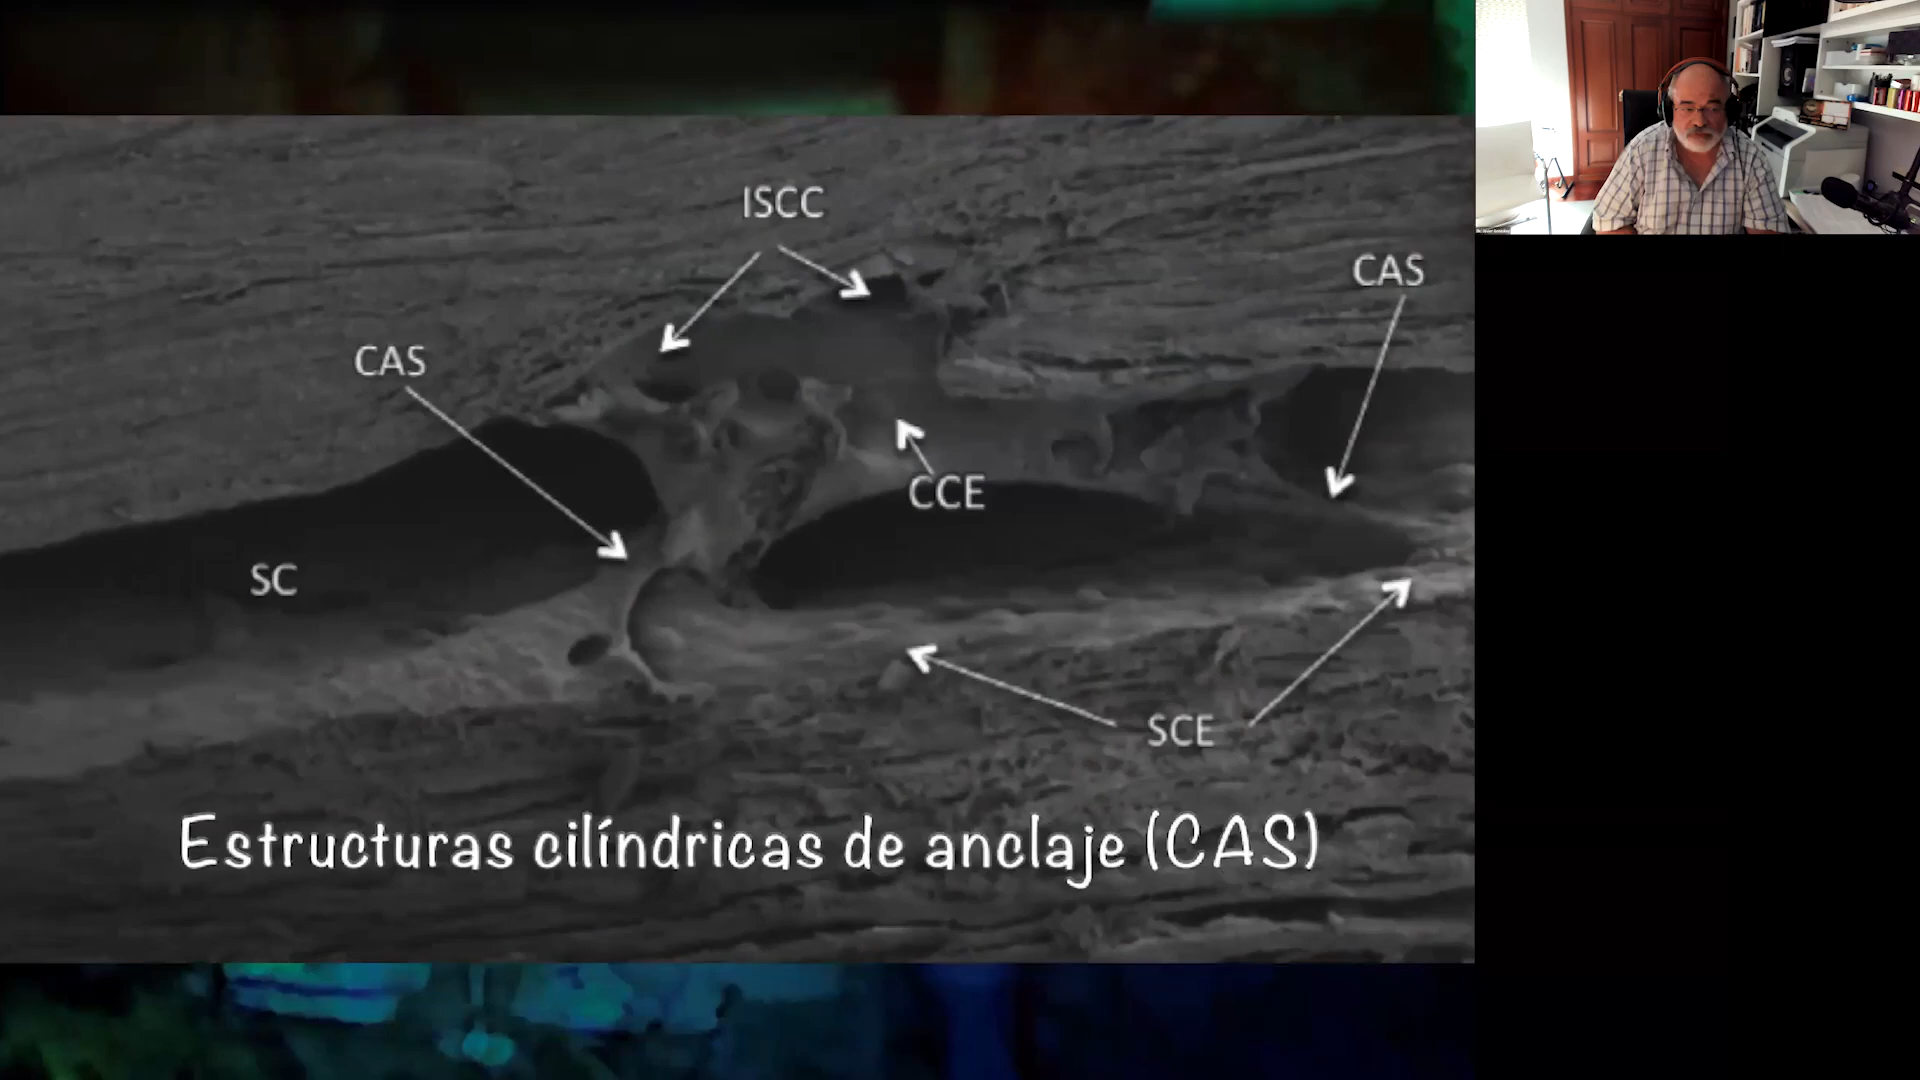 ISCC
CAS
CAS
CCE
SC
SCE
Estructuras cilíndricas de anclaje (CAS)